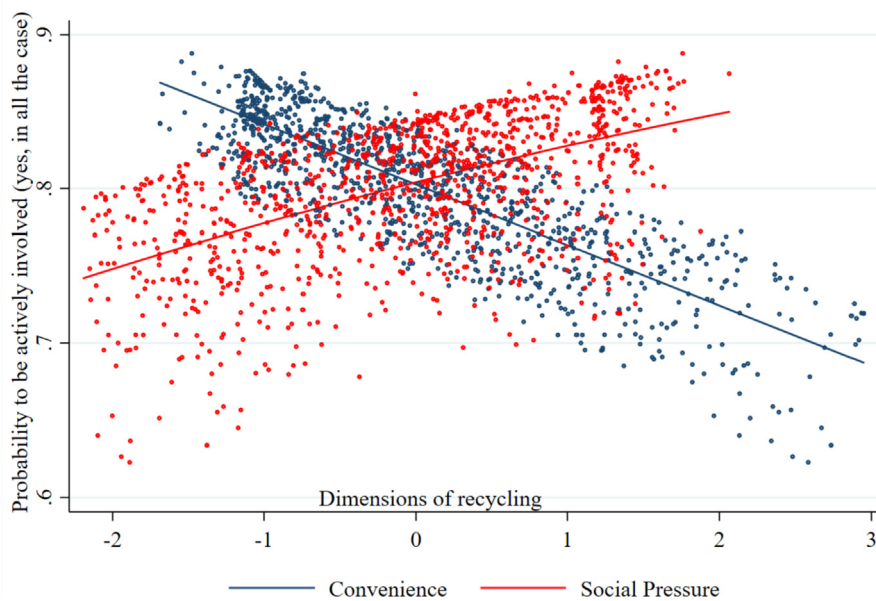 Probability to be actively involved (yes, in all the case)
.9
.8
.7
.6
Dimensions of recycling
-2 -1 0 1 2 3
Convenience Social Pressure